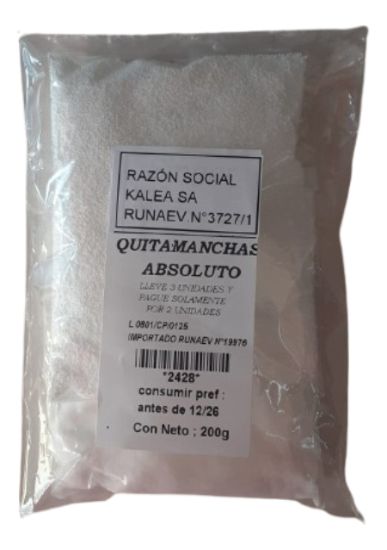 RAZÓN SOCIAL
KALEA SA
RUNAEV.N°3727/1
QUITAMANCHAS
ABSOLUTO
LLEVE 3 UNIDADES Y
PAGUE SOLAMENTE
POR 2 UNIDADES
L.0801/CP/0125
IMPORTADO RUNAEV N°19976
*2428*
consumir pref :
antes de 12/26
Con Neto : 200g